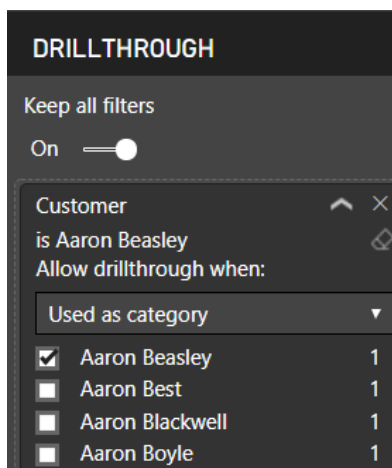 DRILLTHROUGH
Keep all filters
On
Customer
is Aaron Beasley
Allow drillthrough when:
Used as category
Aaron Beasley 1
Aaron Best 1
Aaron Blackwell 1
Aaron Boyle 1